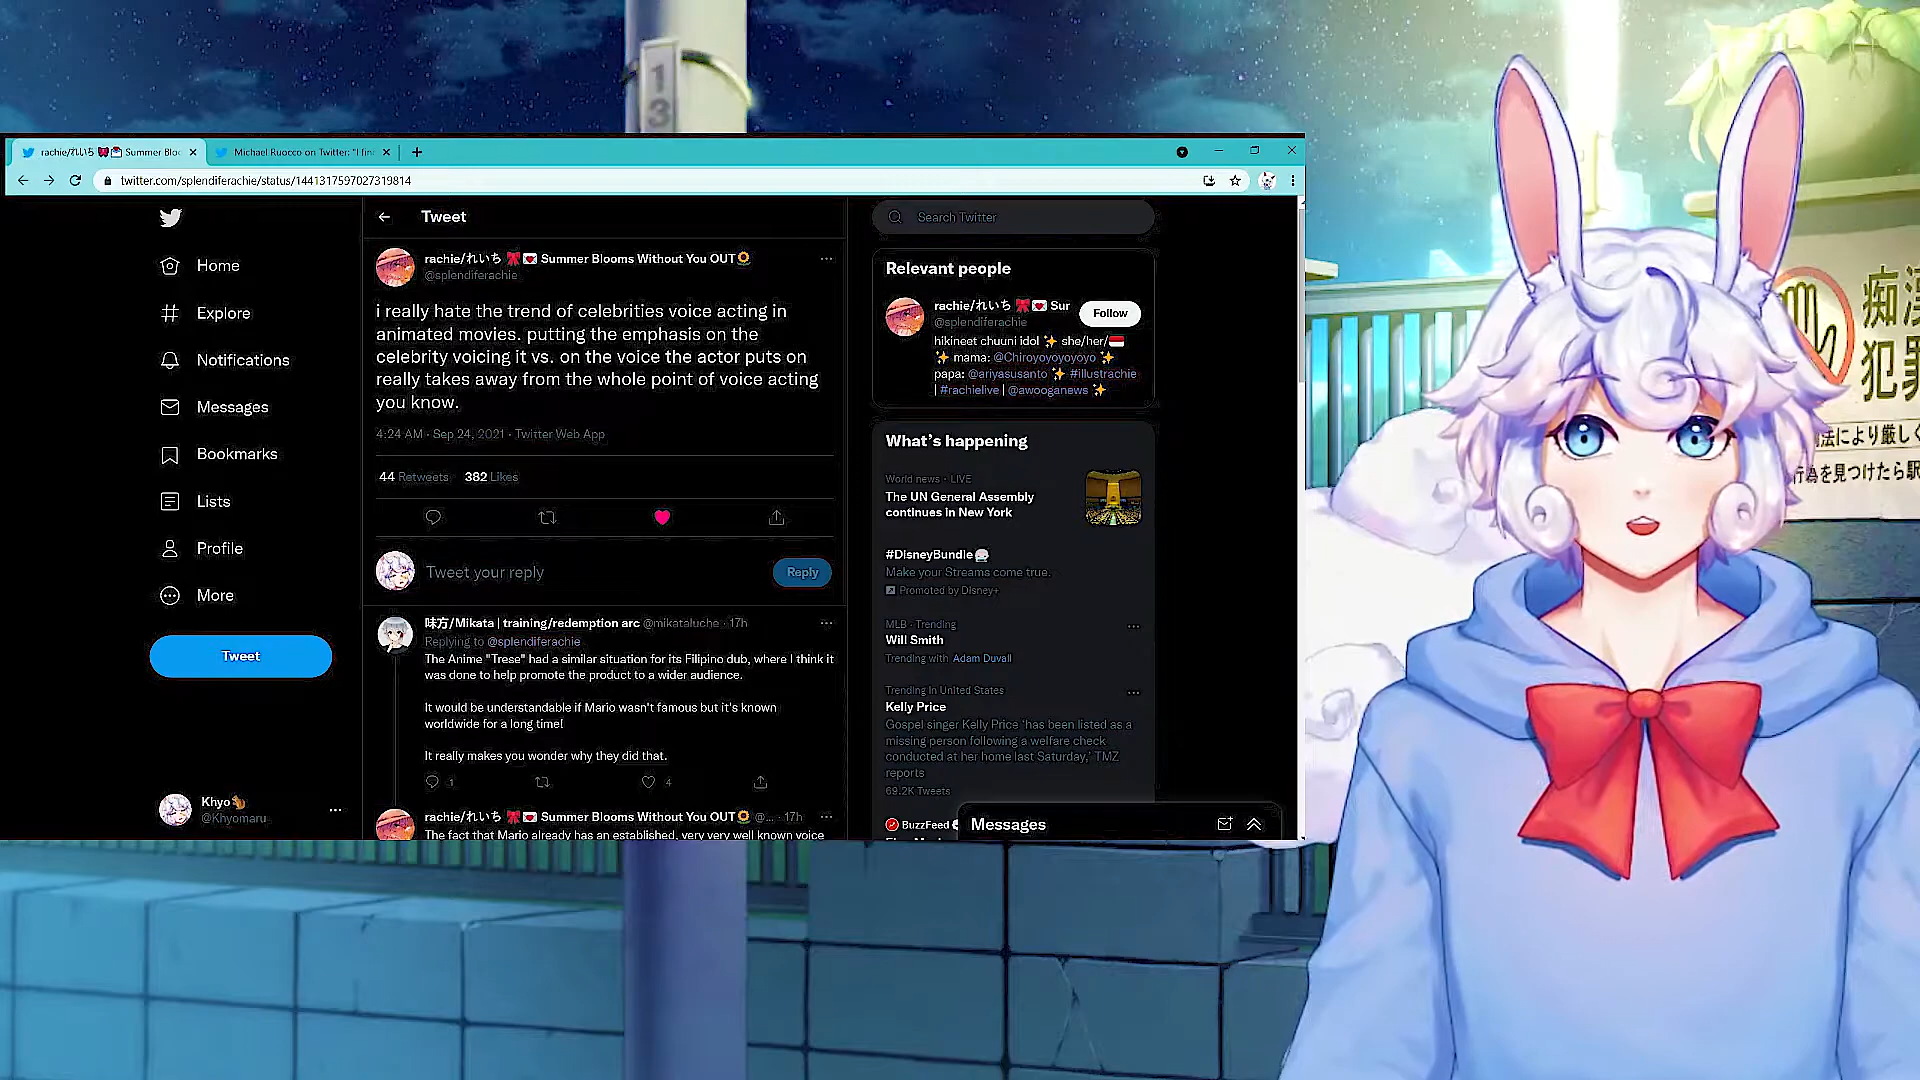 13
rachie/れいち 🎀💌 Summer Bloo
Michael Ruocco on Twitter: "I fin
twitter.com/splendiferachie/status/1441317597027319814
Home
Explore
Notifications
Messages
Bookmarks
Lists
Profile
More
Tweet
Khyo🐿️
@Khyomaru
Tweet
rachie/れいち 🎀💌 Summer Blooms Without You OUT🌻
@splendiferachie
i really hate the trend of celebrities voice acting in
animated movies. putting the emphasis on the
celebrity voicing it vs. on the voice the actor puts on
really takes away from the whole point of voice acting
you know.
4:24 AM · Sep 24, 2021 · Twitter Web App
44 Retweets 382 Likes
Tweet your reply
Reply
味方/Mikata | training/redemption arc @mikataluche · 17h
Replying to @splendiferachie
The Anime "Trese" had a similar situation for its Filipino dub, where I think it
was done to help promote the product to a wider audience.
It would be understandable if Mario wasn't famous but it's known
worldwide for a long time!
It really makes you wonder why they did that.
1
4
rachie/れいち 🎀💌 Summer Blooms Without You OUT🌻 @... · 17h
The fact that Mario already has an established, very very well known voice
Search Twitter
Relevant people
rachie/れいち 🎀💌 Sur
@splendiferachie
Follow
hikineet chuuni idol ✨ she/her/🇮🇩
✨ mama: @Chiroyoyoyoyoyo ✨
papa: @ariyasusanto ✨ #illustrachie
| #rachielive | @awooganews ✨
What's happening
World news · LIVE
The UN General Assembly
continues in New York
#DisneyBundle
Make your Streams come true.
Promoted by Disney+
MLB · Trending
Will Smith
Trending with Adam Duvall
Trending in United States
Kelly Price
Gospel singer Kelly Price 'has been listed as a
missing person following a welfare check
conducted at her home last Saturday,' TMZ
reports
69.2K Tweets
BuzzFeed
Messages
痴漢
犯罪
法により厳しく
行為を見つけたら駅